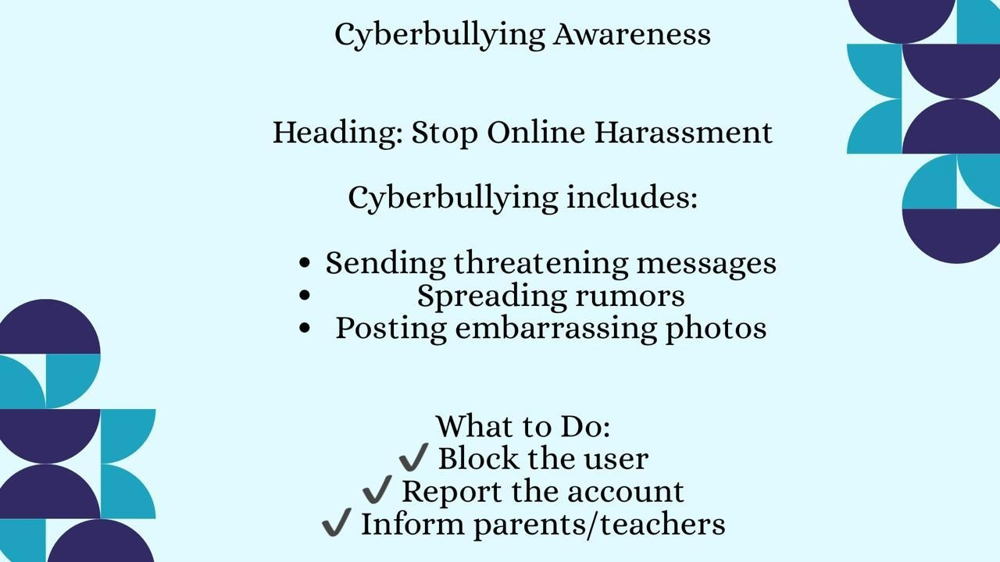 Cyberbullying Awareness
Heading: Stop Online Harassment
Cyberbullying includes:
• Sending threatening messages
• Spreading rumors
• Posting embarrassing photos
What to Do:
✔ Block the user
✔ Report the account
✔ Inform parents/teachers